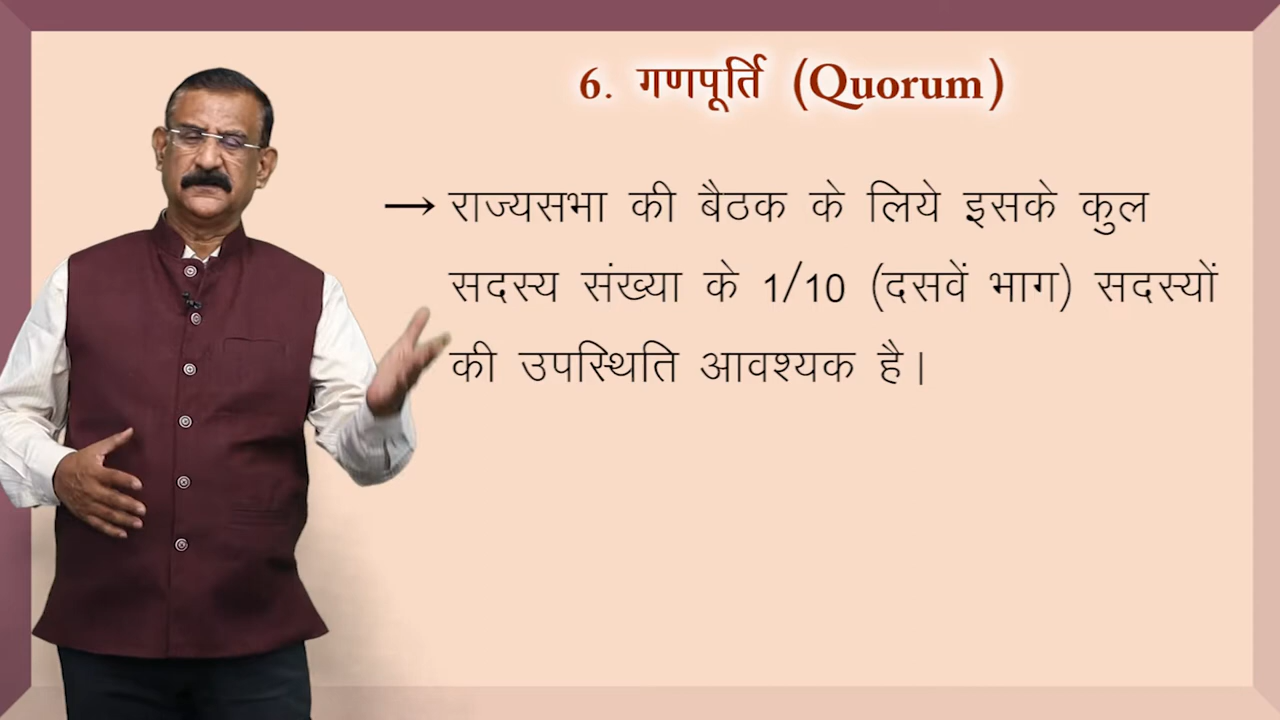 6. गणपूर्ति (Quorum)
→ राज्यसभा की बैठक के लिये इसके कुल
सदस्य संख्या के 1/10 (दसवें भाग) सदस्यों
की उपस्थिति आवश्यक है।